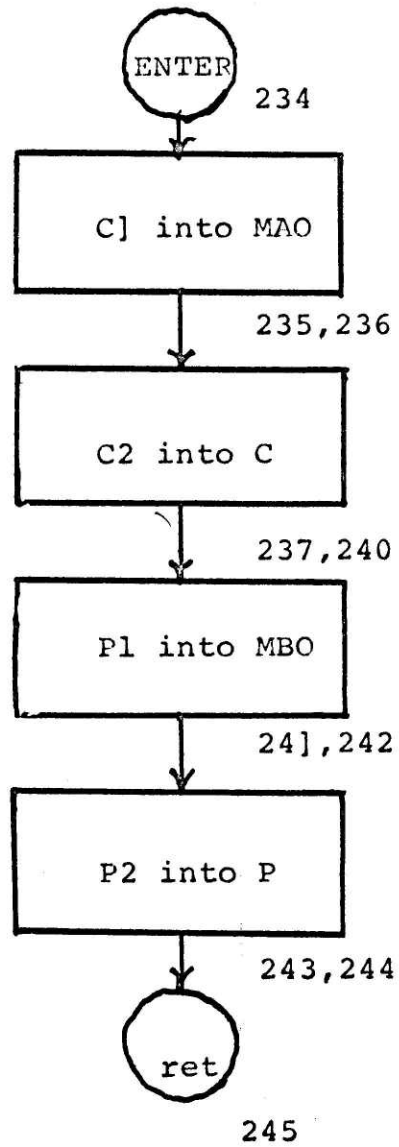 ENTER
234
C] into MAO
235,236
C2 into C
237,240
P1 into MBO
24],242
P2 into P
243,244
ret
245